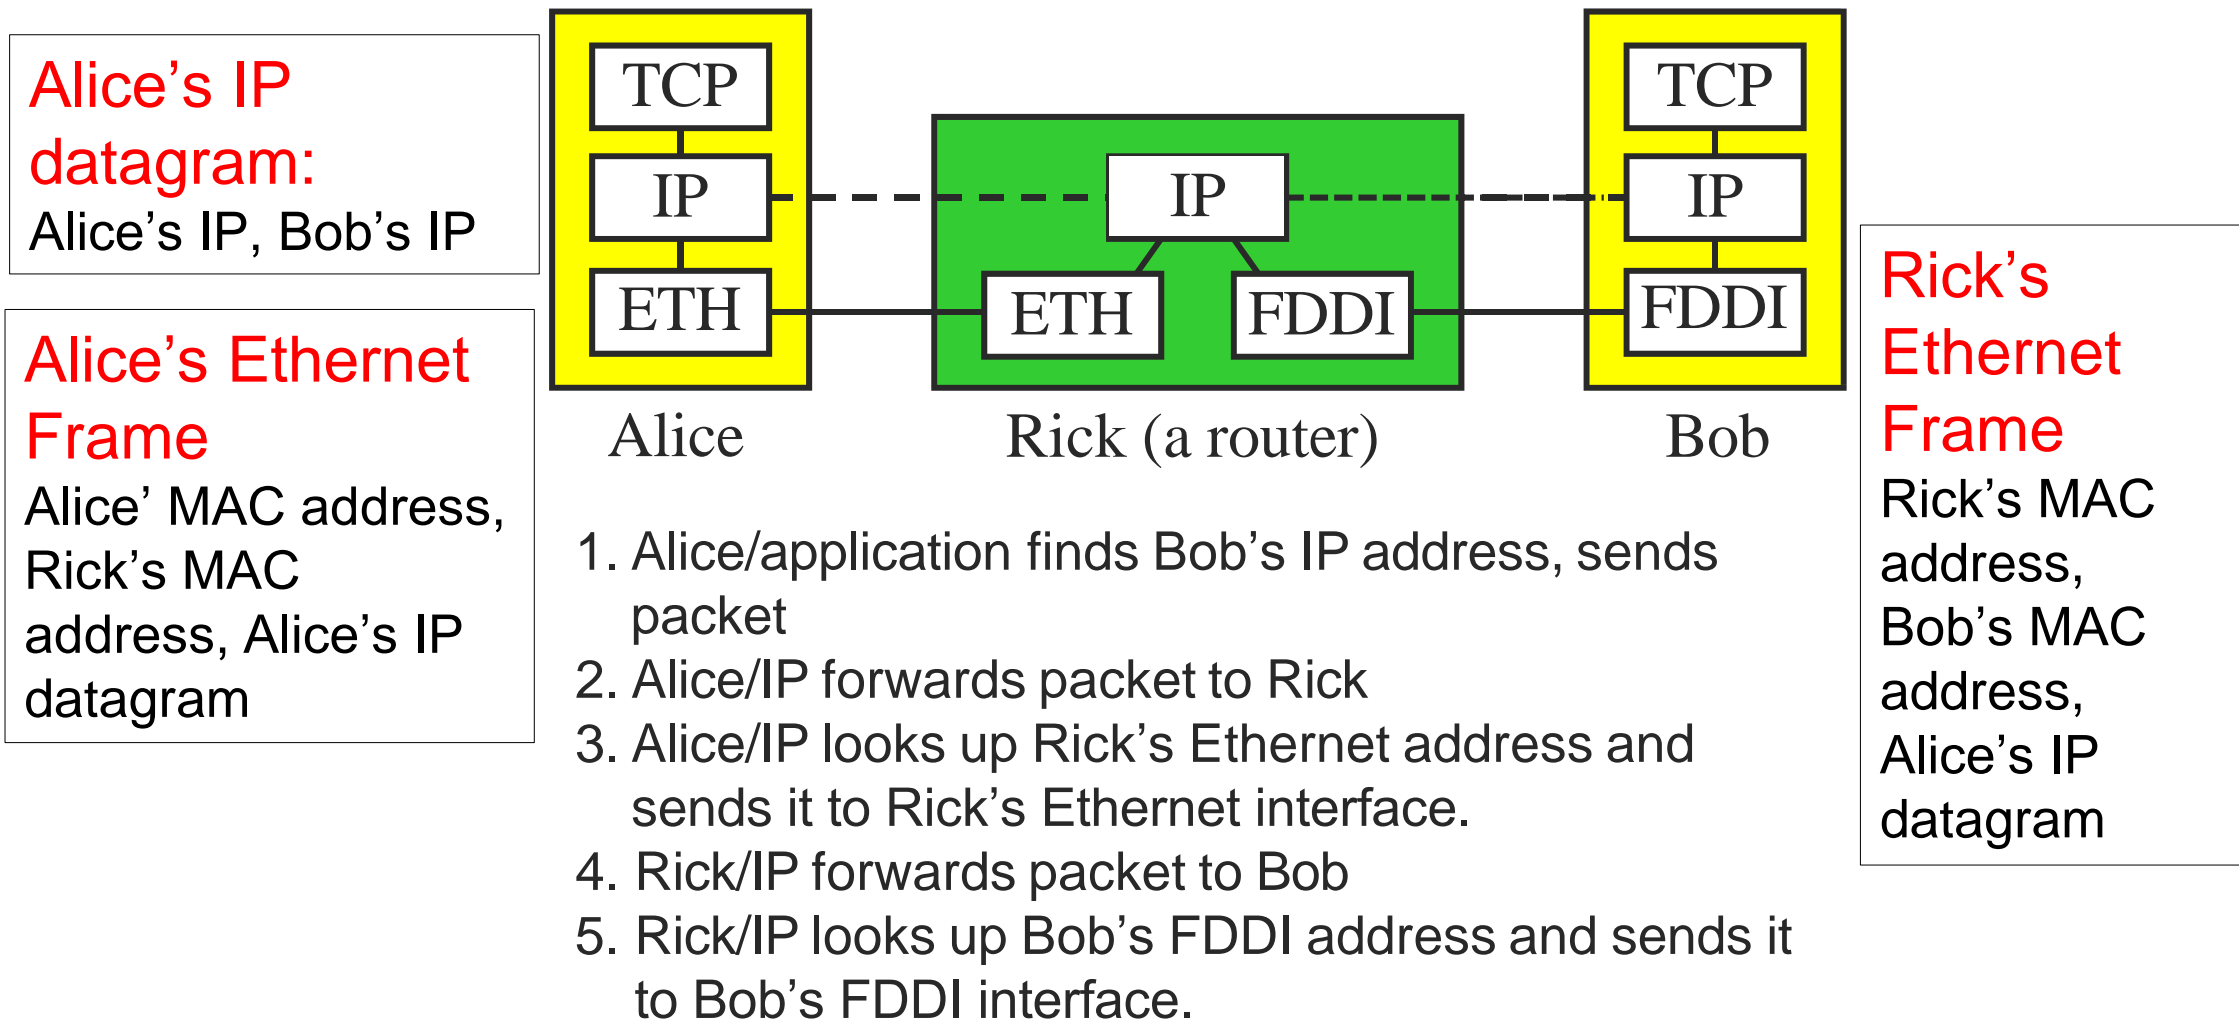 Alice’s IP
datagram:
Alice’s IP, Bob’s IP
Alice’s Ethernet
Frame
Alice’ MAC address,
Rick’s MAC
address, Alice’s IP
datagram
TCP
IP
ETH
Alice
IP
ETH
FDDI
Rick (a router)
TCP
IP
FDDI
Bob
1. Alice/application finds Bob’s IP address, sends
packet
2. Alice/IP forwards packet to Rick
3. Alice/IP looks up Rick’s Ethernet address and
sends it to Rick’s Ethernet interface.
4. Rick/IP forwards packet to Bob
5. Rick/IP looks up Bob’s FDDI address and sends it
to Bob’s FDDI interface.
Rick’s
Ethernet
Frame
Rick’s MAC
address,
Bob’s MAC
address,
Alice’s IP
datagram